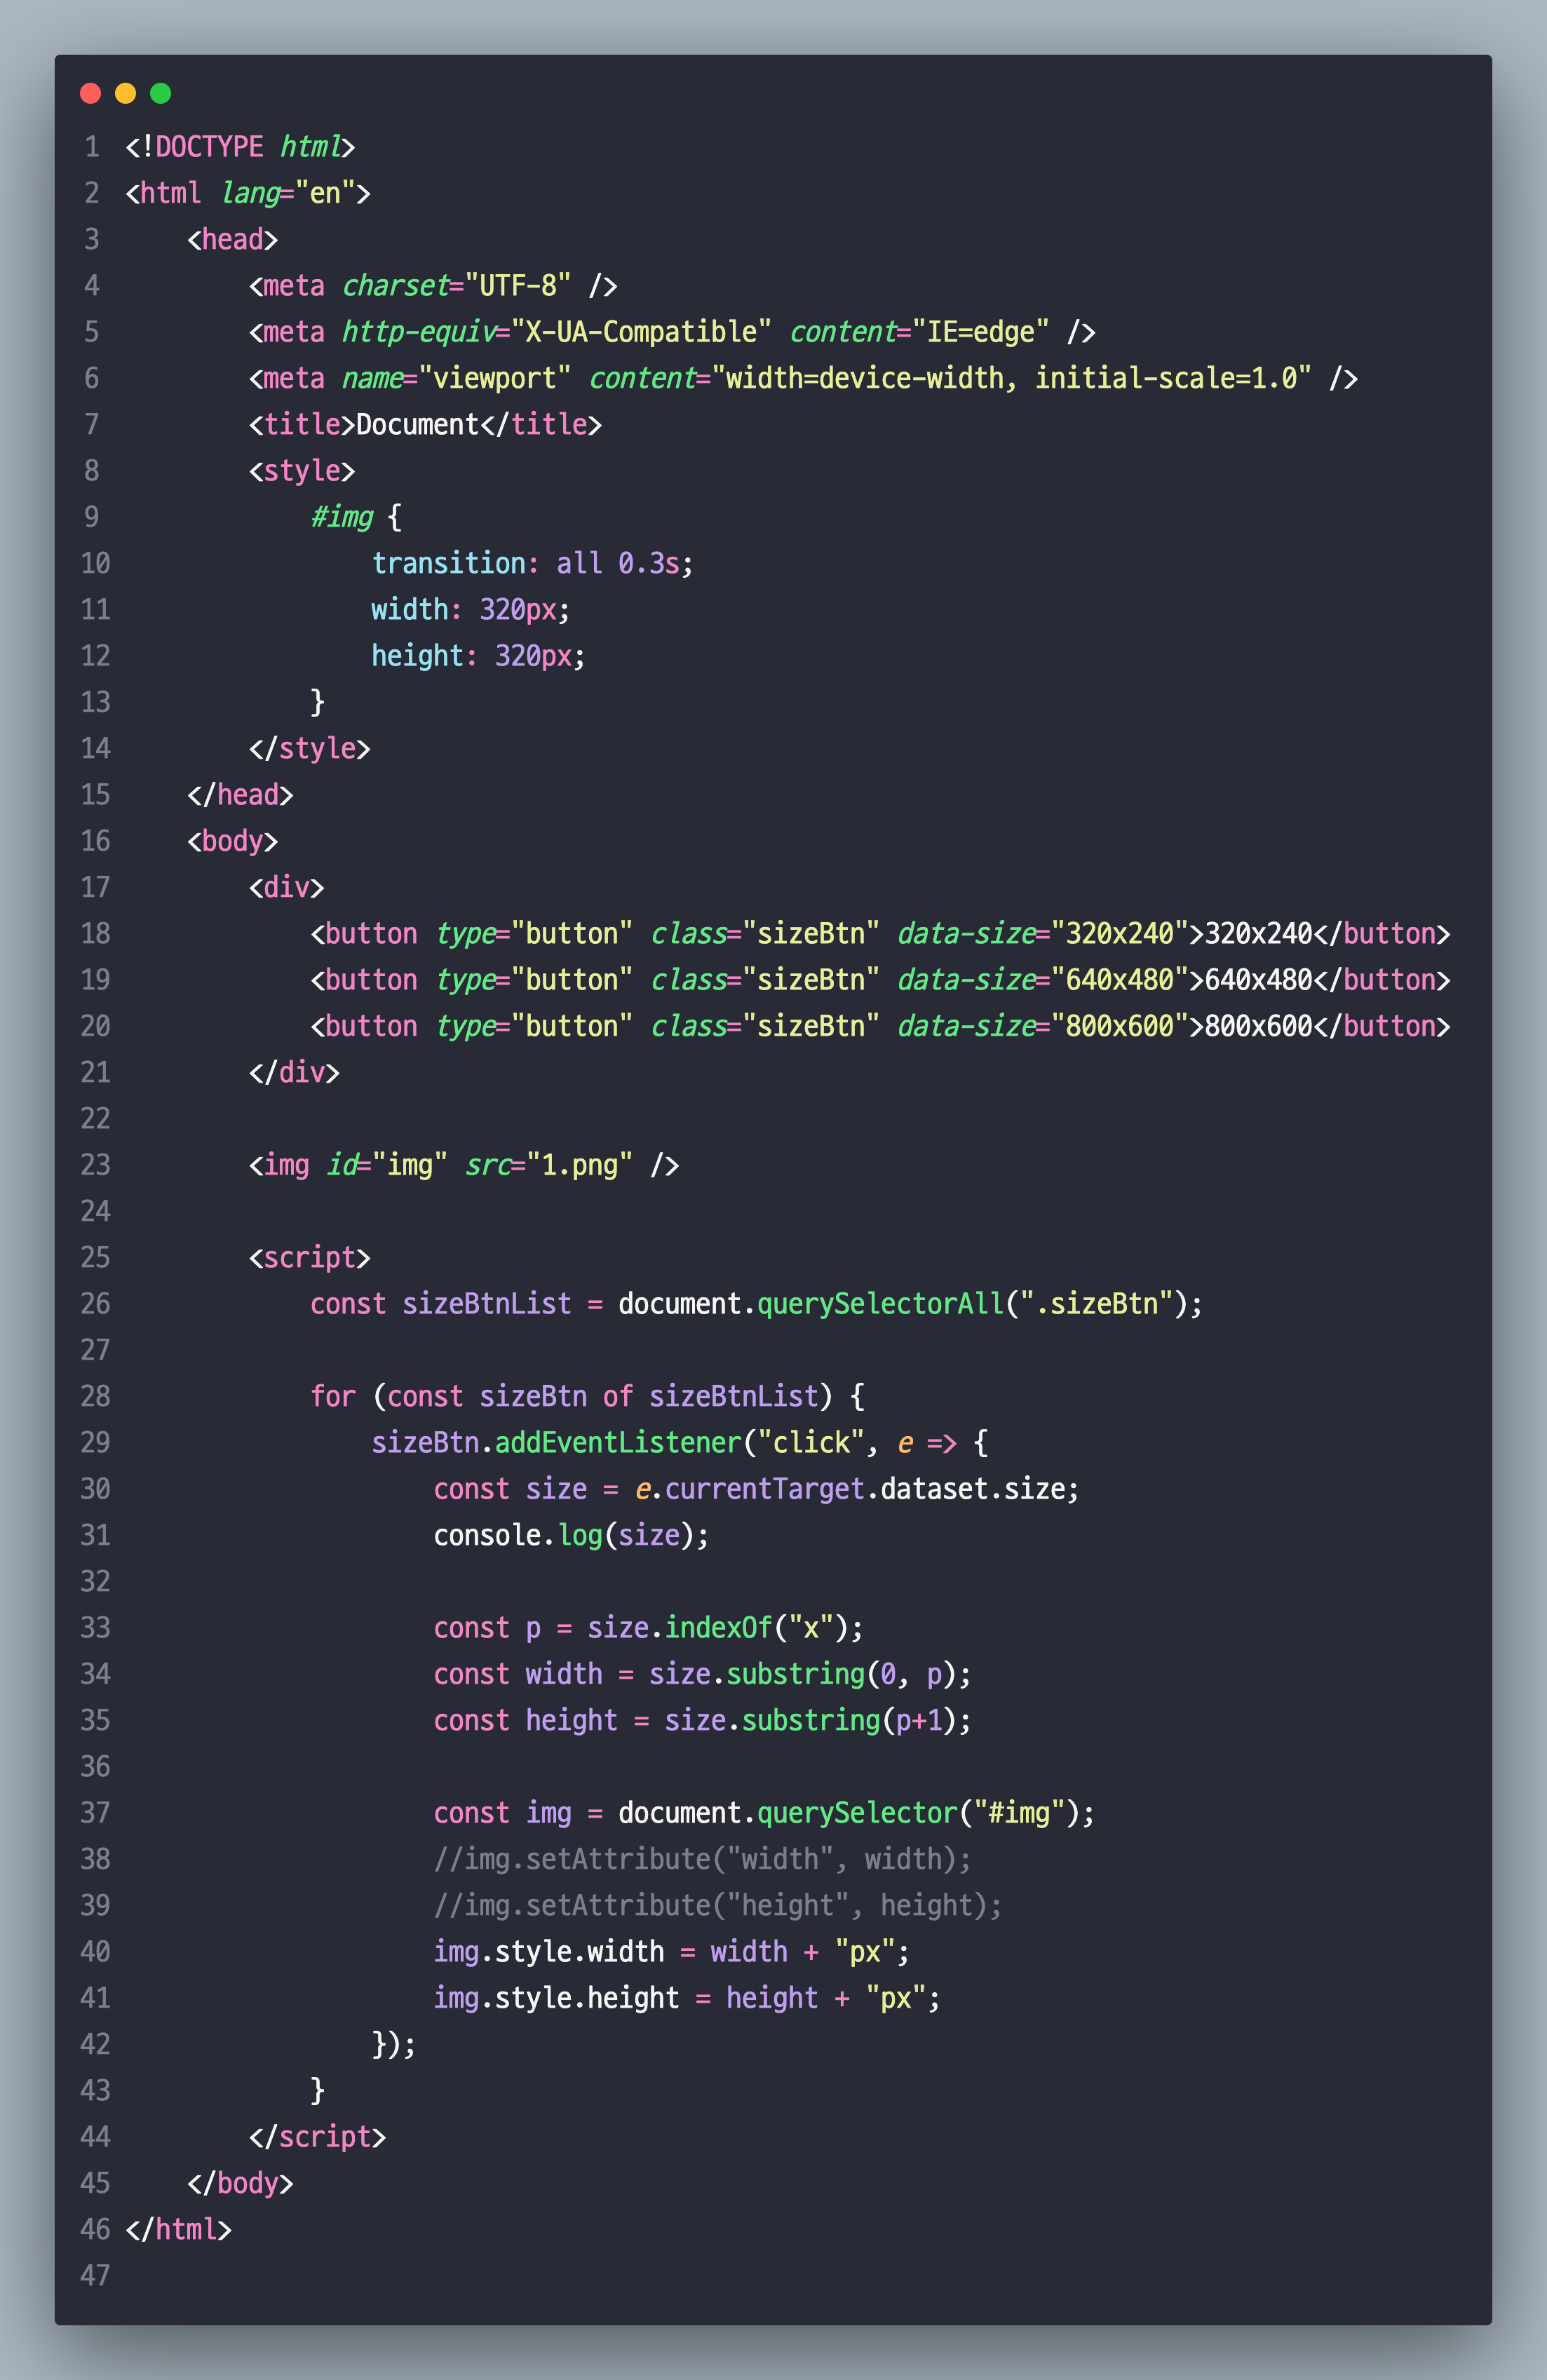 1 <!DOCTYPE html>
2 <html lang="en">
3     <head>
4         <meta charset="UTF-8" />
5         <meta http-equiv="X-UA-Compatible" content="IE=edge" />
6         <meta name="viewport" content="width=device-width, initial-scale=1.0" />
7         <title>Document</title>
8         <style>
9             #img {
10                 transition: all 0.3s;
11                 width: 320px;
12                 height: 320px;
13             }
14         </style>
15     </head>
16     <body>
17         <div>
18             <button type="button" class="sizeBtn" data-size="320x240">320x240</button>
19             <button type="button" class="sizeBtn" data-size="640x480">640x480</button>
20             <button type="button" class="sizeBtn" data-size="800x600">800x600</button>
21         </div>
22
23         <img id="img" src="1.png" />
24
25         <script>
26             const sizeBtnList = document.querySelectorAll(".sizeBtn");
27
28             for (const sizeBtn of sizeBtnList) {
29                 sizeBtn.addEventListener("click", e => {
30                     const size = e.currentTarget.dataset.size;
31                     console.log(size);
32
33                     const p = size.indexOf("x");
34                     const width = size.substring(0, p);
35                     const height = size.substring(p+1);
36
37                     const img = document.querySelector("#img");
38                     //img.setAttribute("width", width);
39                     //img.setAttribute("height", height);
40                     img.style.width = width + "px";
41                     img.style.height = height + "px";
42                 });
43             }
44         </script>
45     </body>
46 </html>
47